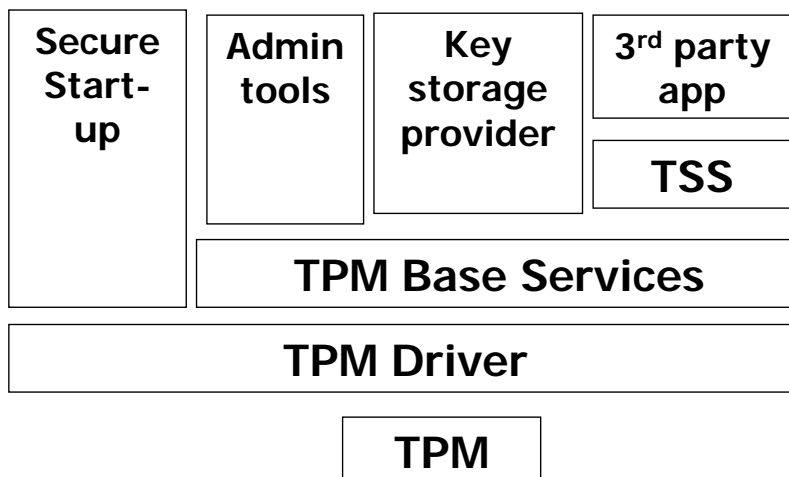 Secure
Start-
up
Admin
tools
Key
storage
provider
3rd party
app
TSS
TPM Base Services
TPM Driver
TPM